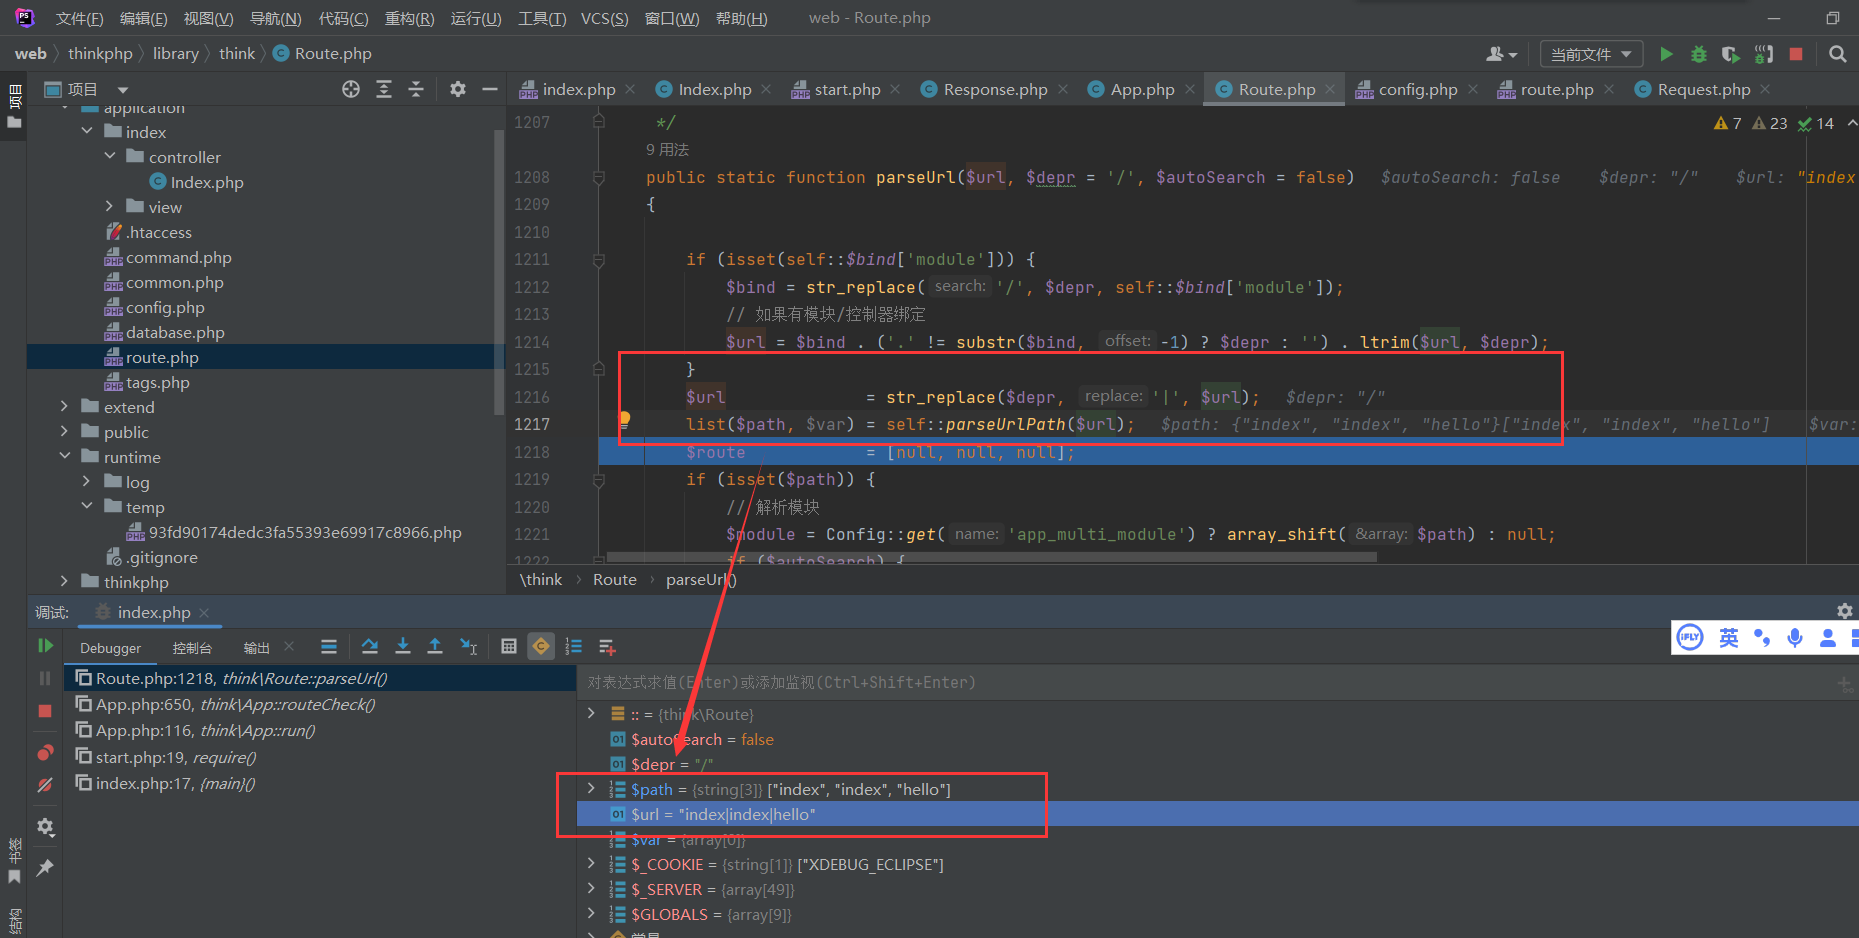 文件(F) 编辑(E) 视图(V) 导航(N) 代码(C) 重构(R) 运行(U) 工具(T) VCS(S) 窗口(W) 帮助(H) web - Route.php
web thinkphp library think Route.php 当前文件
项目
项目
index.php Index.php start.php Response.php App.php Route.php config.php route.php Request.php
application
index
controller
Index.php
view
.htaccess
command.php
common.php
config.php
database.php
route.php
tags.php
extend
public
runtime
log
temp
93fd90174dedc3fa55393e69917c8966.php
.gitignore
thinkphp
7 23 14
1207 */
9 用法
1208 public static function parseUrl($url, $depr = '/', $autoSearch = false) $autoSearch: false $depr: "/" $url: "index
1209 {
1210
1211 if (isset(self::$bind['module'])) {
1212 $bind = str_replace( search: '/', $depr, self::$bind['module']);
1213 // 如果有模块/控制器绑定
1214 $url = $bind . ('.' != substr($bind, offset: -1) ? $depr : '') . ltrim($url, $depr);
1215 }
1216 $url = str_replace($depr, replace: '|', $url); $depr: "/"
1217 list($path, $var) = self::parseUrlPath($url); $path: {"index", "index", "hello"}["index", "index", "hello"] $var:
1218 $route = [null, null, null];
1219 if (isset($path)) {
1220 // 解析模块
1221 $module = Config::get( name: 'app_multi_module') ? array_shift( &array: $path) : null;
1222 if ($autoSearch) {
\think Route parseUrl()
调试: index.php
Debugger 控制台 输出
Route.php:1218, think\Route::parseUrl()
App.php:650, think\App::routeCheck()
App.php:116, think\App::run()
start.php:19, require()
index.php:17, {main}()
对表达式求值(Enter)或添加监视(Ctrl+Shift+Enter)
:: = {think\Route}
$autoSearch = false
$depr = "/"
$path = {string[3]} ["index", "index", "hello"]
$url = "index|index|hello"
$var = {array[0]}
$_COOKIE = {string[1]} ["XDEBUG_ECLIPSE"]
$_SERVER = {array[49]}
$GLOBALS = {array[9]}
常量
iFLY 英
书签
结构